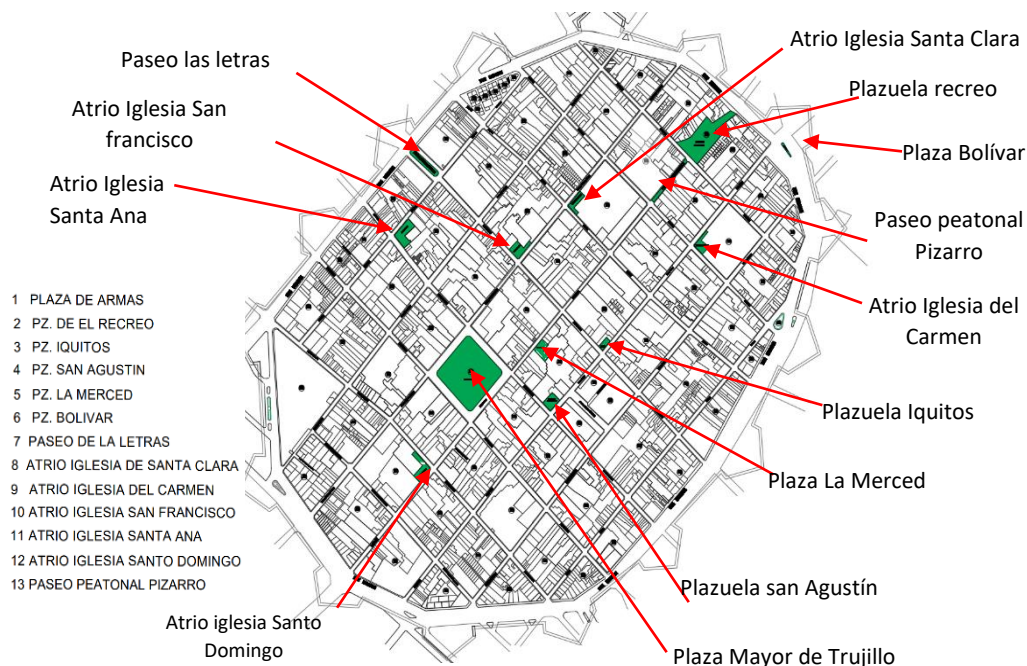 Paseo las letras
Atrio Iglesia San
francisco
Atrio Iglesia
Santa Ana
Atrio Iglesia Santa Clara
Plazuela recreo
Plaza Bolívar
Paseo peatonal
Pizarro
Atrio Iglesia del
Carmen
Plazuela Iquitos
Plaza La Merced
Plazuela san Agustín
Plaza Mayor de Trujillo
Atrio iglesia Santo
Domingo
1 PLAZA DE ARMAS
2 PZ. DE EL RECREO
3 PZ. IQUITOS
4 PZ. SAN AGUSTIN
5 PZ. LA MERCED
6 PZ. BOLIVAR
7 PASEO DE LA LETRAS
8 ATRIO IGLESIA DE SANTA CLARA
9 ATRIO IGLESIA DEL CARMEN
10 ATRIO IGLESIA SAN FRANCISCO
11 ATRIO IGLESIA SANTA ANA
12 ATRIO IGLESIA SANTO DOMINGO
13 PASEO PEATONAL PIZARRO